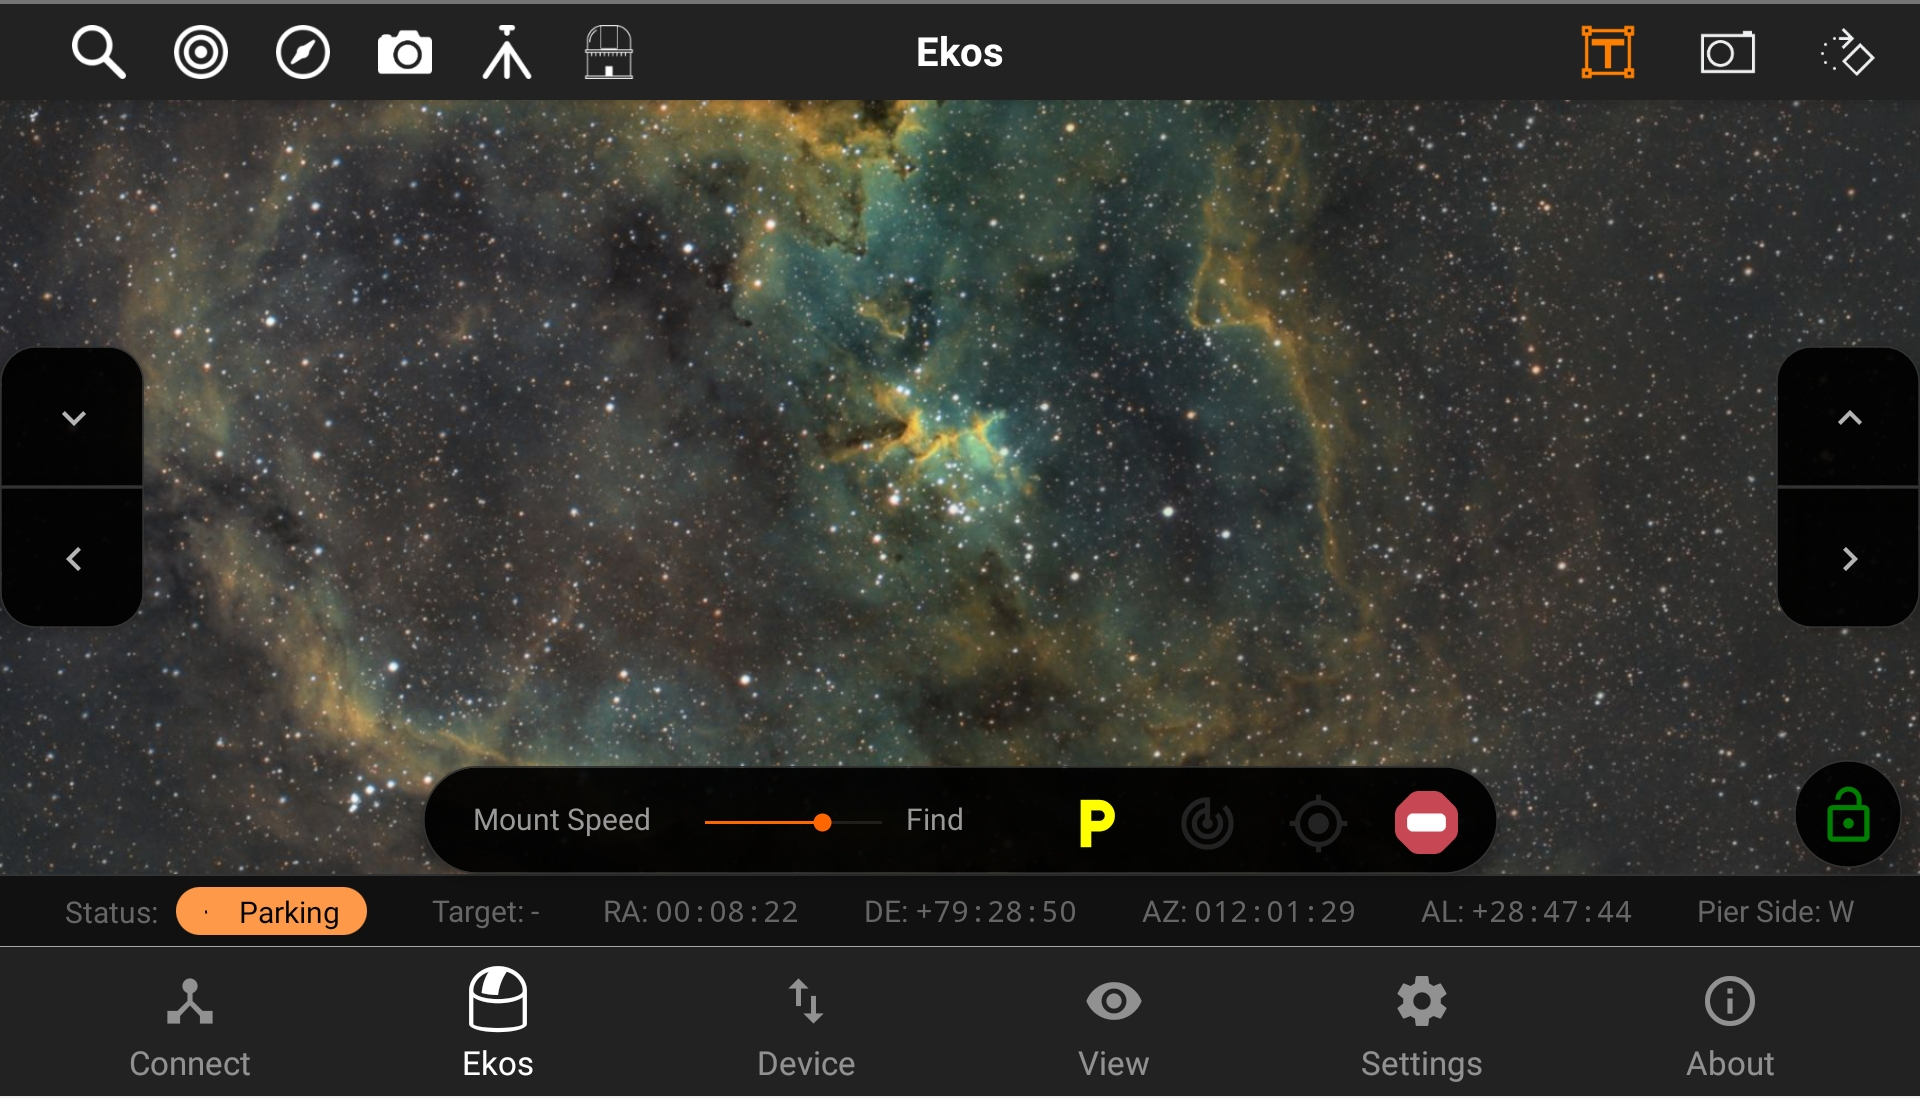 Ekos
Mount Speed Find P
Status: Parking Target: - RA: 00:08:22 DE: +79:28:50 AZ: 012:01:29 AL: +28:47:44 Pier Side: W
Connect Ekos Device View Settings About